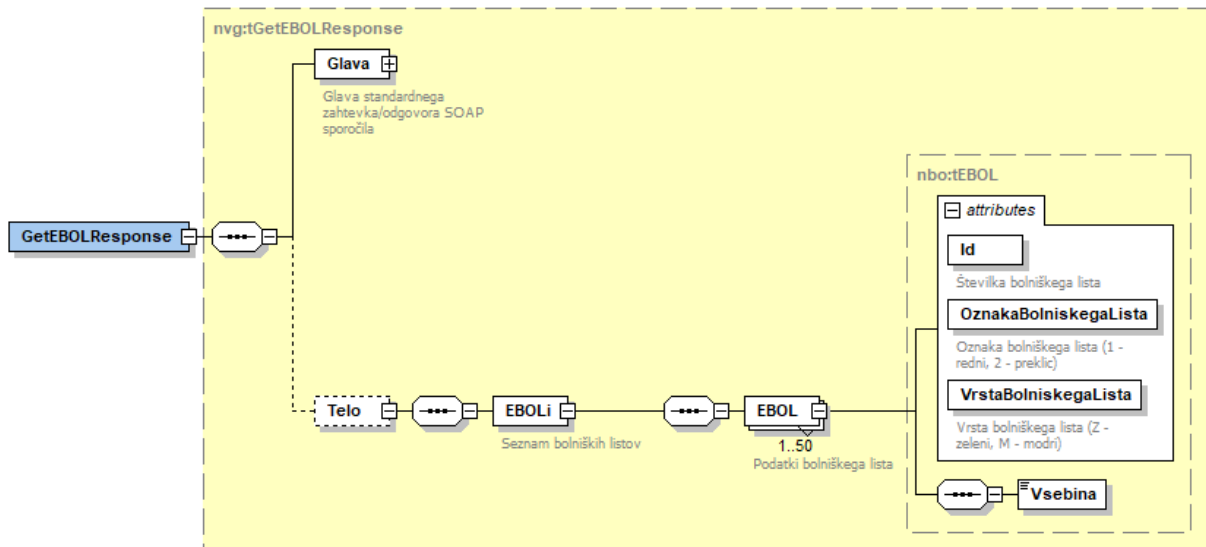 nvg:tGetEBOLResponse
Glava
Glava standardnega
zahtevka/odgovora SOAP
sporočila
GetEBOLResponse
Telo
EBOLi
Seznam bolniških listov
EBOL
1..50
Podatki bolniškega lista
nbo:tEBOL
attributes
Id
Številka bolniškega lista
OznakaBolniskegaLista
Oznaka bolniškega lista (1 -
redni, 2 - preklic)
VrstaBolniskegaLista
Vrsta bolniškega lista (Z -
zeleni, M - modri)
Vsebina